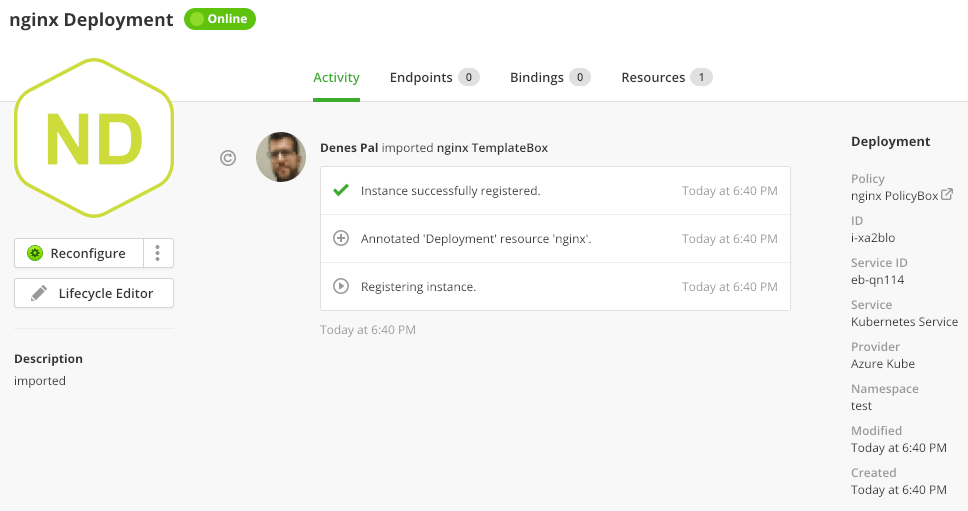 nginx Deployment Online
Activity Endpoints 0 Bindings 0 Resources 1
ND
Reconfigure
Lifecycle Editor
Description
imported
Denes Pal imported nginx TemplateBox
Instance successfully registered. Today at 6:40 PM
Annotated 'Deployment' resource 'nginx'. Today at 6:40 PM
Registering instance. Today at 6:40 PM
Today at 6:40 PM
Deployment
Policy
nginx PolicyBox
ID
i-xa2blo
Service ID
eb-qn114
Service
Kubernetes Service
Provider
Azure Kube
Namespace
test
Modified
Today at 6:40 PM
Created
Today at 6:40 PM